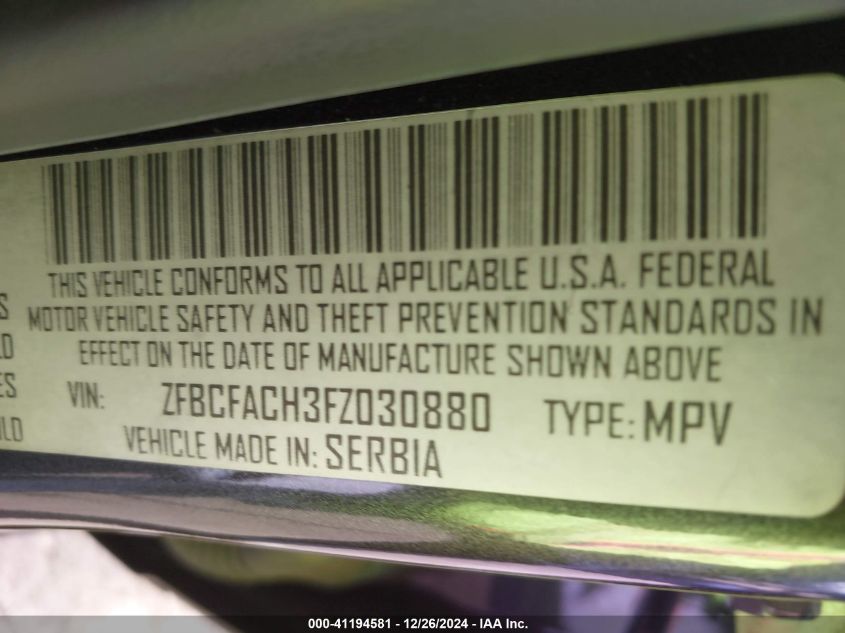 THIS VEHICLE CONFORMS TO ALL APPLICABLE U.S.A. FEDERAL
MOTOR VEHICLE SAFETY AND THEFT PREVENTION STANDARDS IN
EFFECT ON THE DATE OF MANUFACTURE SHOWN ABOVE
VIN: ZFBCFACH3FZ030880 TYPE: MPV
VEHICLE MADE IN: SERBIA
000-41194581 - 12/26/2024 - IAA Inc.